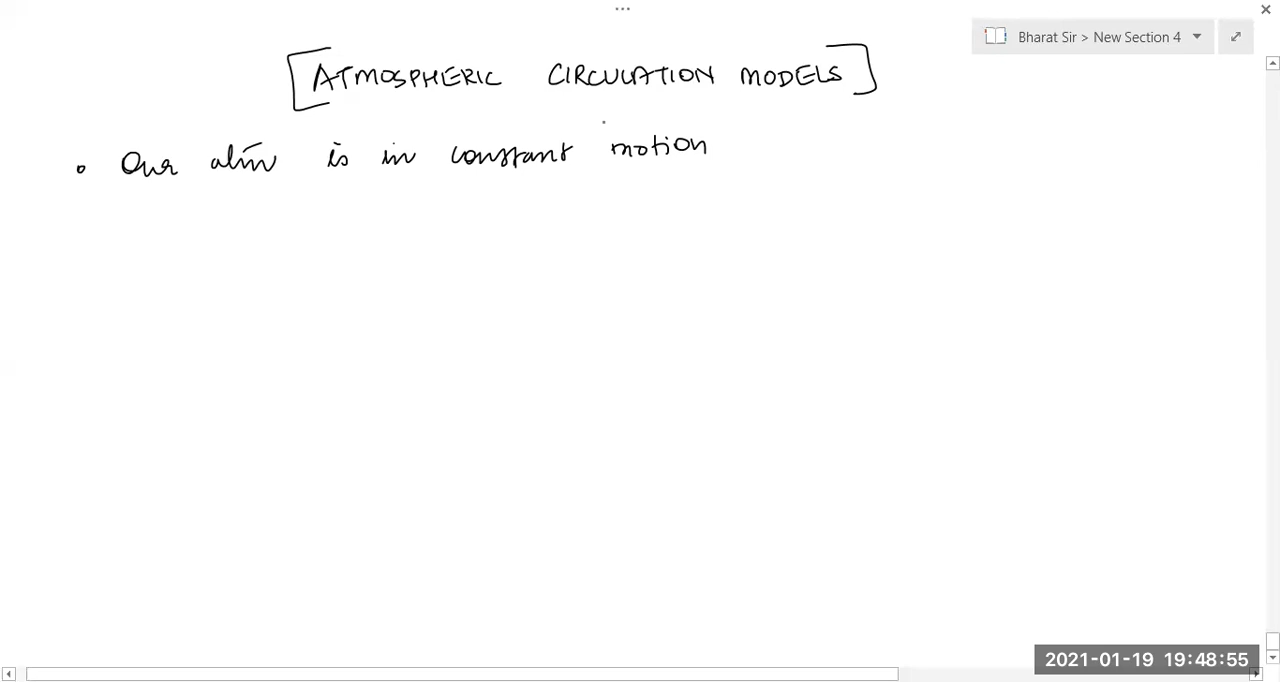 ...
Bharat Sir > New Section 4
[ATMOSPHERIC CIRCULATION MODELS]
• Our atm is in constant motion
2021-01-19 19:48:55